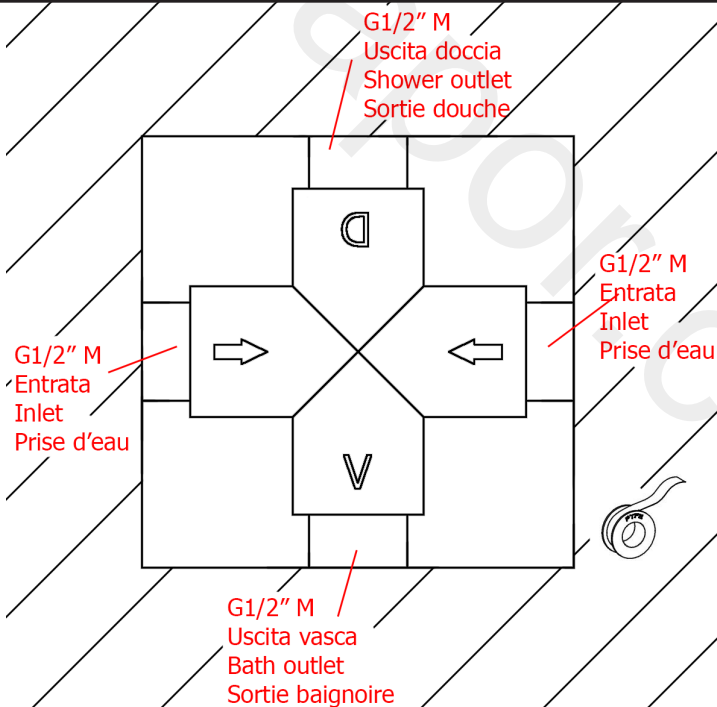 G1/2” M
Uscita doccia
Shower outlet
Sortie douche
D
G1/2” M
Entrata
Inlet
Prise d’eau
G1/2” M
Entrata
Inlet
Prise d’eau
V
PTFE
G1/2” M
Uscita vasca
Bath outlet
Sortie baignoire